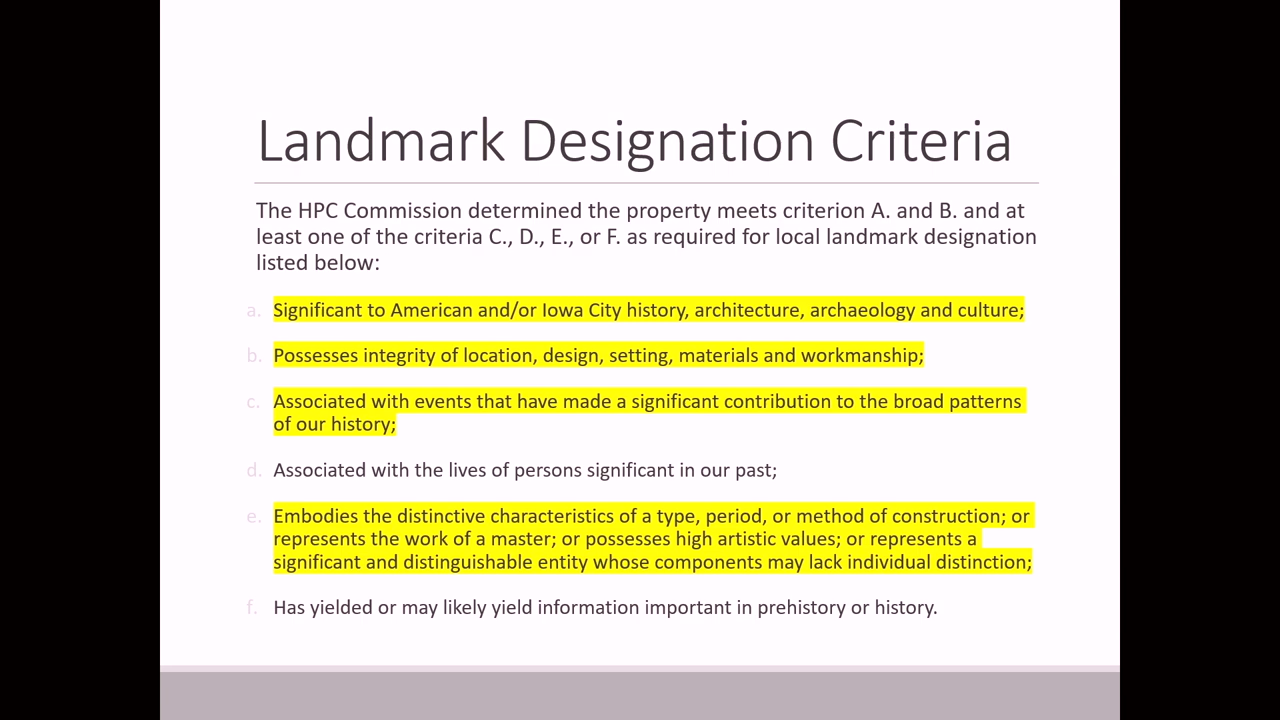 Landmark Designation Criteria
The HPC Commission determined the property meets criterion A. and B. and at
least one of the criteria C., D., E., or F. as required for local landmark designation
listed below:
a. Significant to American and/or Iowa City history, architecture, archaeology and culture;
b. Possesses integrity of location, design, setting, materials and workmanship;
c. Associated with events that have made a significant contribution to the broad patterns
of our history;
d. Associated with the lives of persons significant in our past;
e. Embodies the distinctive characteristics of a type, period, or method of construction; or
represents the work of a master; or possesses high artistic values; or represents a
significant and distinguishable entity whose components may lack individual distinction;
f. Has yielded or may likely yield information important in prehistory or history.